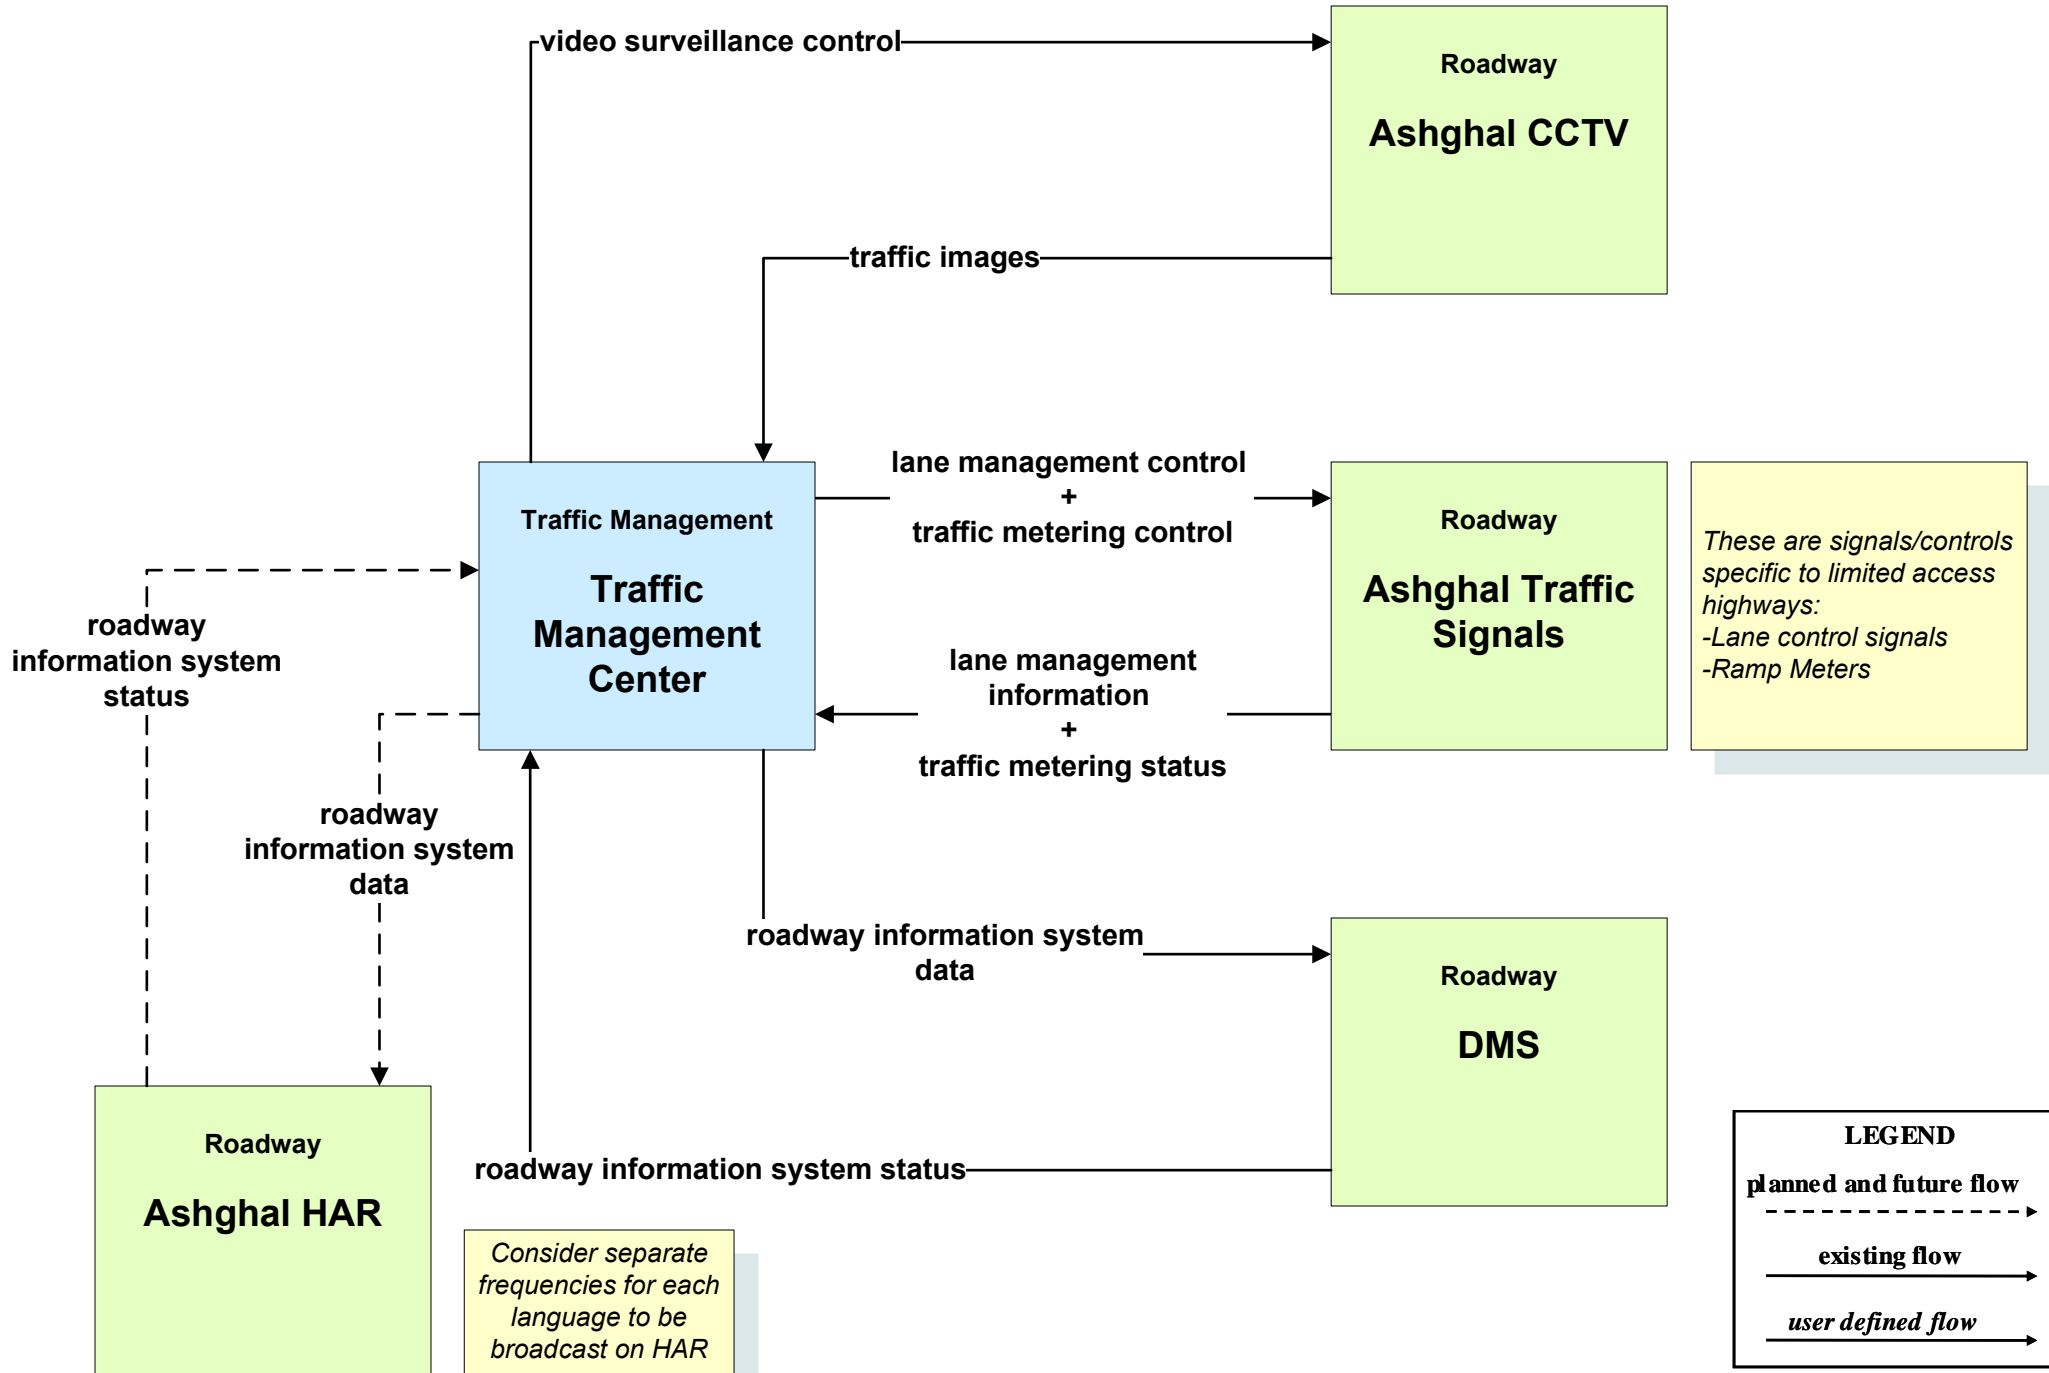 video surveillance control
Roadway
Ashghal CCTV
traffic images
lane management control
+
traffic metering control
Traffic Management
Traffic
Management
Center
Roadway
Ashghal Traffic
Signals
These are signals/controls
specific to limited access
highways:
-Lane control signals
-Ramp Meters
roadway
information system
status
lane management
information
+
traffic metering status
roadway
information system
data
roadway information system
data
Roadway
DMS
roadway information system status
Roadway
Ashghal HAR
Consider separate
frequencies for each
language to be
broadcast on HAR
LEGEND
planned and future flow
existing flow
user defined flow